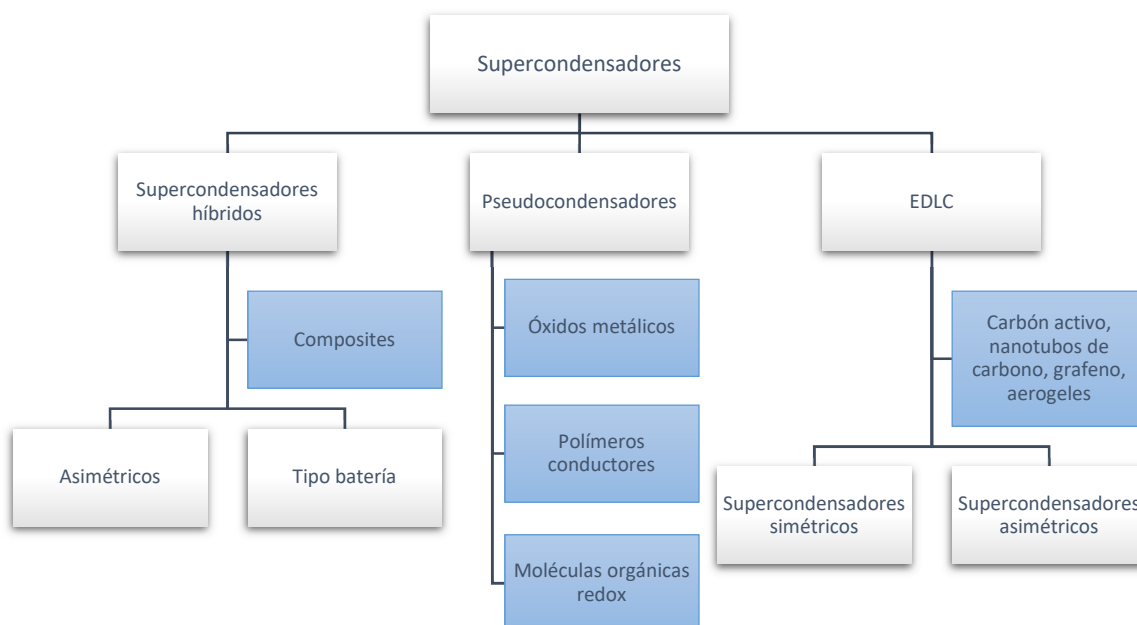 Supercondensadores
Supercondensadores
híbridos
Pseudocondensadores
EDLC
Composites
Óxidos metálicos
Carbón activo,
nanotubos de
carbono, grafeno,
aerogeles
Asimétricos
Tipo batería
Polímeros
conductores
Supercondensadores
simétricos
Supercondensadores
asimétricos
Moléculas orgánicas
redox